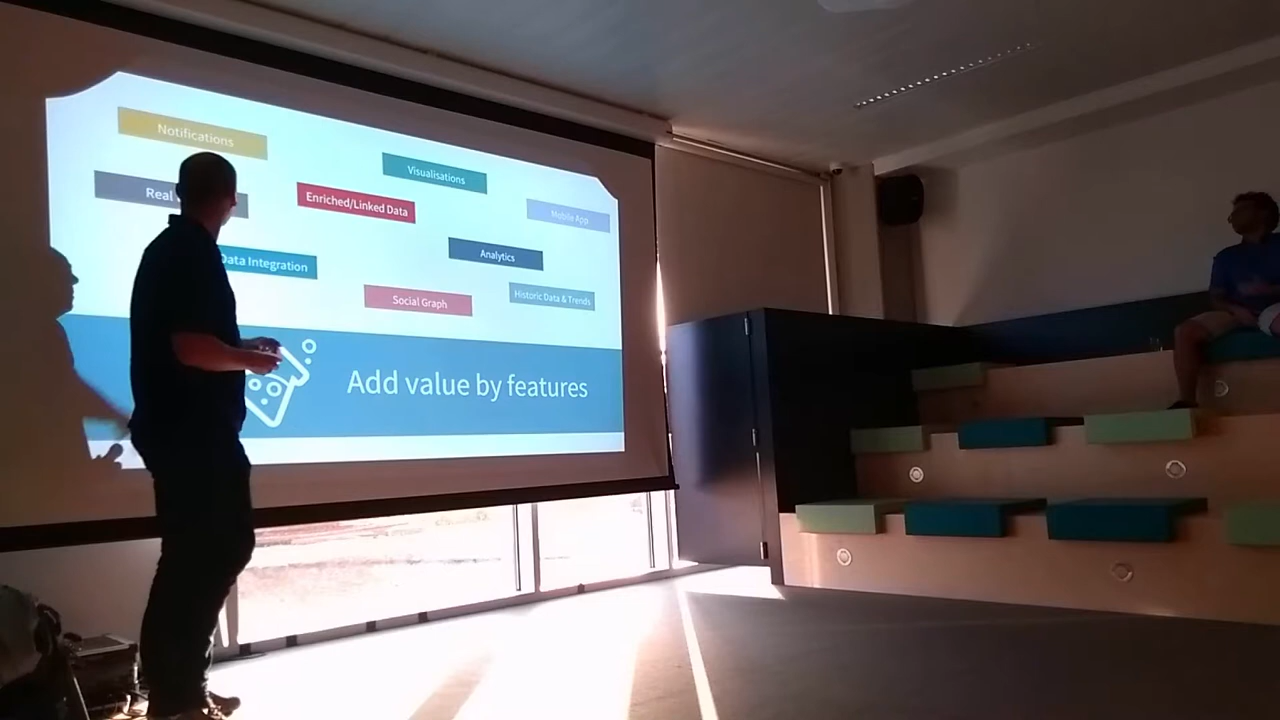 Notifications
Visualisations
Real
Enriched/Linked Data
Mobile App
Analytics
Data Integration
Social Graph
Historic Data & Trends
Add value by features